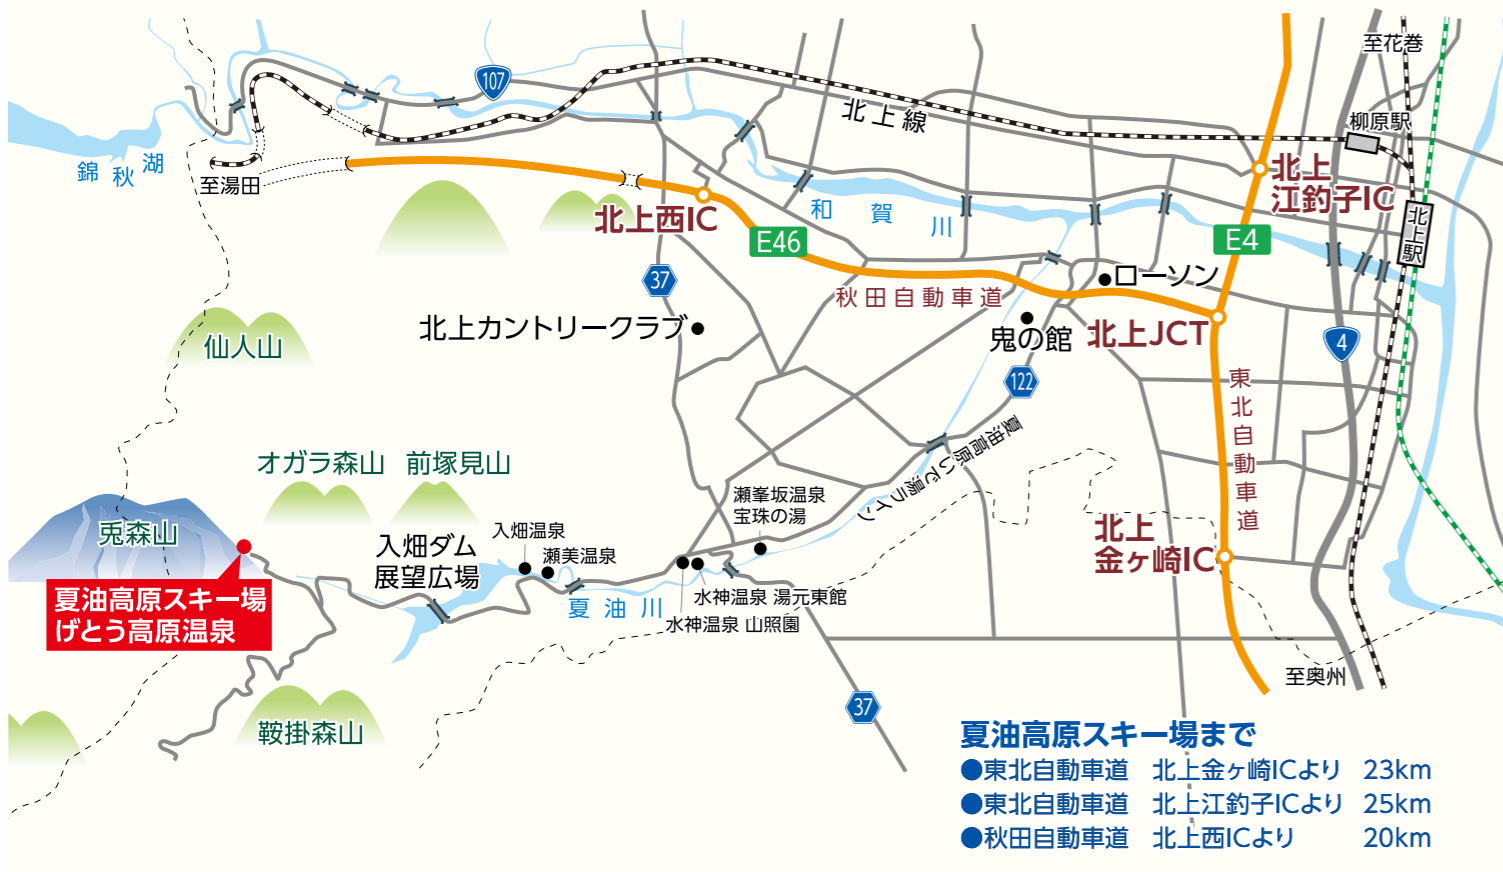 至花巻
107
北上線
柳原駅
錦秋湖
至湯田
北上
江釣子IC
北上西IC
和賀川
北上駅
E46
E4
37
ローソン
秋田自動車道
北上カントリークラブ
鬼の館
北上JCT
4
仙人山
122
東北自動車道
夏油高原いで湯ライン
オガラ森山
前塚見山
瀬峯坂温泉
宝珠の湯
兎森山
入畑ダム
展望広場
入畑温泉
瀬美温泉
北上
金ヶ崎IC
夏油高原スキー場
げとう高原温泉
夏油川
水神温泉 湯元東館
水神温泉 山照園
至奥州
鞍掛森山
37
夏油高原スキー場まで
●東北自動車道 北上金ヶ崎ICより 23km
●東北自動車道 北上江釣子ICより 25km
●秋田自動車道 北上西ICより 20km